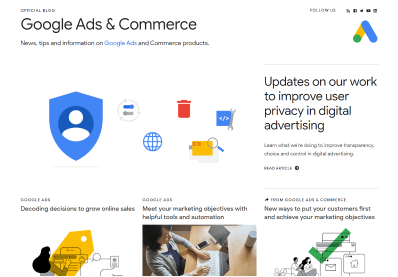 OFFICIAL BLOG
FOLLOW US
Google Ads & Commerce
News, tips and information on Google Ads and Commerce products.
Updates on our work
to improve user
privacy in digital
advertising
Learn what we're doing to improve transparency,
choice and control in digital advertising.
READ ARTICLE
</>
GOOGLE ADS
Decoding decisions to grow online sales
GOOGLE ADS
Meet your marketing objectives with
helpful tools and automation
FROM GOOGLE ADS & COMMERCE
New ways to put your customers first
and achieve your marketing objectives